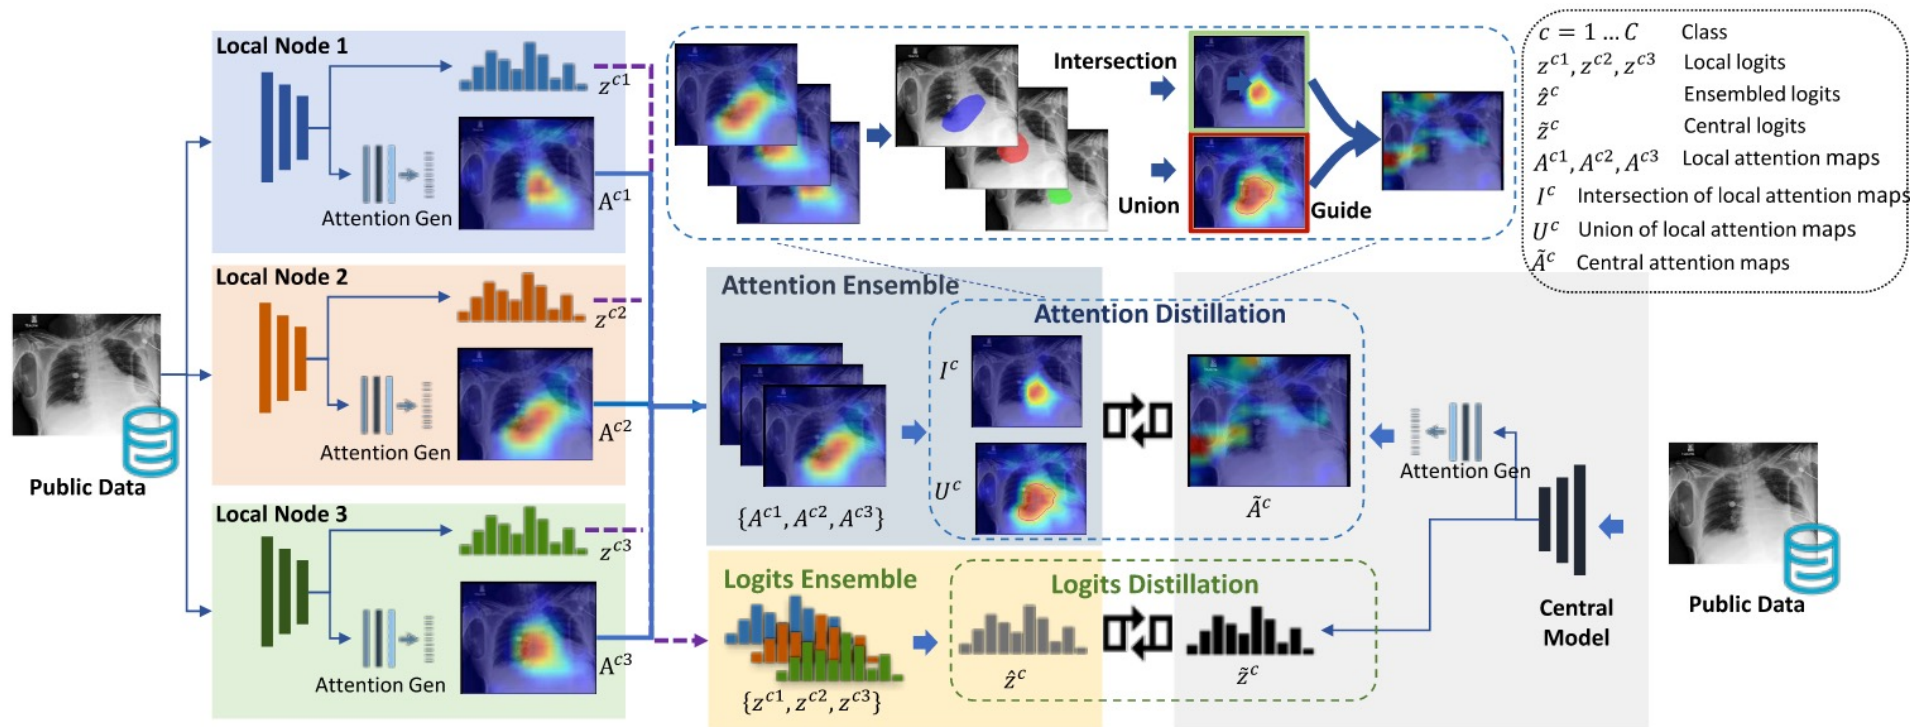 Local Node 1
z^{c1}
Attention Gen
A^{c1}
Local Node 2
z^{c2}
Attention Gen
A^{c2}
Local Node 3
z^{c3}
Attention Gen
A^{c3}
Public Data
Intersection
Union
Guide
c = 1 … C Class
z^{c1}, z^{c2}, z^{c3} Local logits
ẑ^c Ensembled logits
z̃^c Central logits
A^{c1}, A^{c2}, A^{c3} Local attention maps
I^c Intersection of local attention maps
U^c Union of local attention maps
Ã^c Central attention maps
Attention Ensemble
{A^{c1}, A^{c2}, A^{c3}}
Attention Distillation
I^c
U^c
Ã^c
Attention Gen
Logits Ensemble
{z^{c1}, z^{c2}, z^{c3}}
Logits Distillation
ẑ^c
z̃^c
Central
Model
Public Data